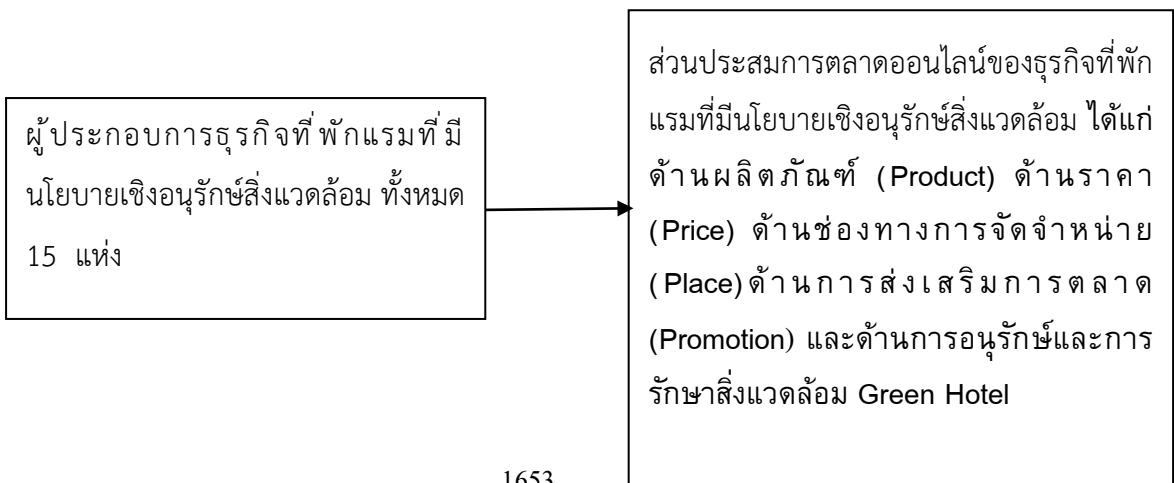 ผู้ประกอบการธุรกิจที่พักแรมที่มี
นโยบายเชิงอนุรักษ์สิ่งแวดล้อม ทั้งหมด
15 แห่ง
ส่วนประสมการตลาดออนไลน์ของธุรกิจที่พัก
แรมที่มีนโยบายเชิงอนุรักษ์สิ่งแวดล้อม ได้แก่
ด้านผลิตภัณฑ์ (Product) ด้านราคา
(Price) ด้านช่องทางการจัดจำหน่าย
(Place)ด้านการส่งเสริมการตลาด
(Promotion) และด้านการอนุรักษ์และการ
รักษาสิ่งแวดล้อม Green Hotel
1653